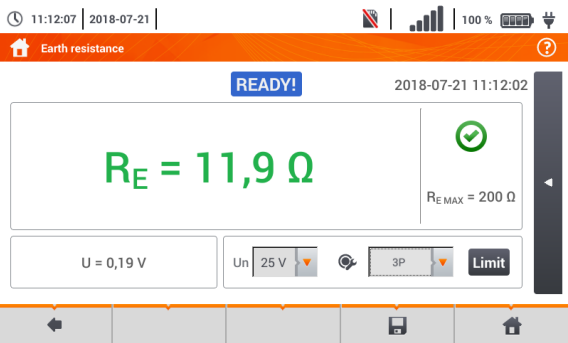 11:12:07 2018-07-21 100 %
Earth resistance ?
READY! 2018-07-21 11:12:02
RE = 11,9 Ω
RE MAX = 200 Ω
U = 0,19 V Un 25 V 3P Limit